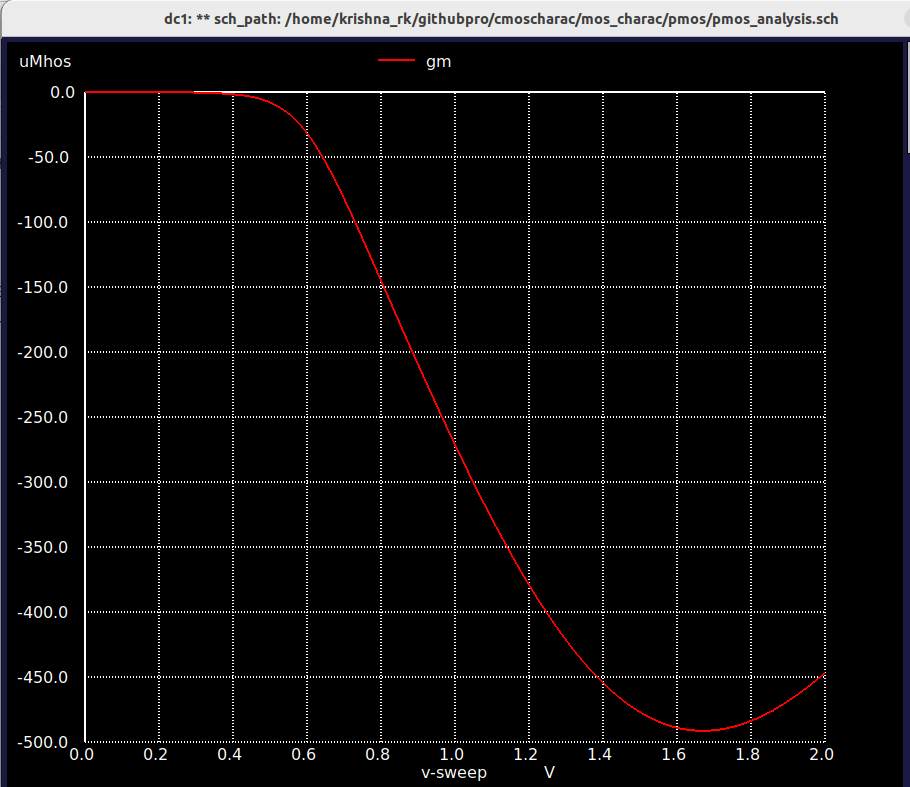 dc1: ** sch_path: /home/krishna_rk/githubpro/cmoscharac/mos_charac/pmos/pmos_analysis.sch
uMhos gm
0.0
-50.0
-100.0
-150.0
-200.0
-250.0
-300.0
-350.0
-400.0
-450.0
-500.0
0.0 0.2 0.4 0.6 0.8 1.0 1.2 1.4 1.6 1.8 2.0
v-sweep V